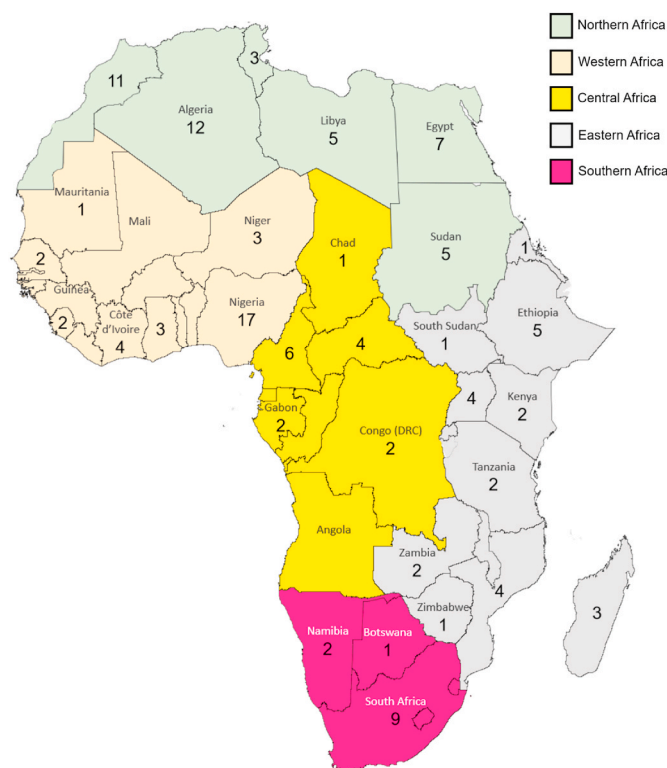 Northern Africa
Western Africa
Central Africa
Eastern Africa
Southern Africa
11
3
Algeria
12
Libya
5
Egypt
7
Mauritania
1
Mali
Niger
3
Chad
1
Sudan
5
1
2
Guinea
2
Côte
d'Ivoire
4
3
Nigeria
17
Ethiopia
5
South Sudan
1
6
4
4
Kenya
2
Gabon
2
Congo (DRC)
2
Tanzania
2
Angola
Zambia
2
4
Zimbabwe
1
3
Namibia
2
Botswana
1
South Africa
9